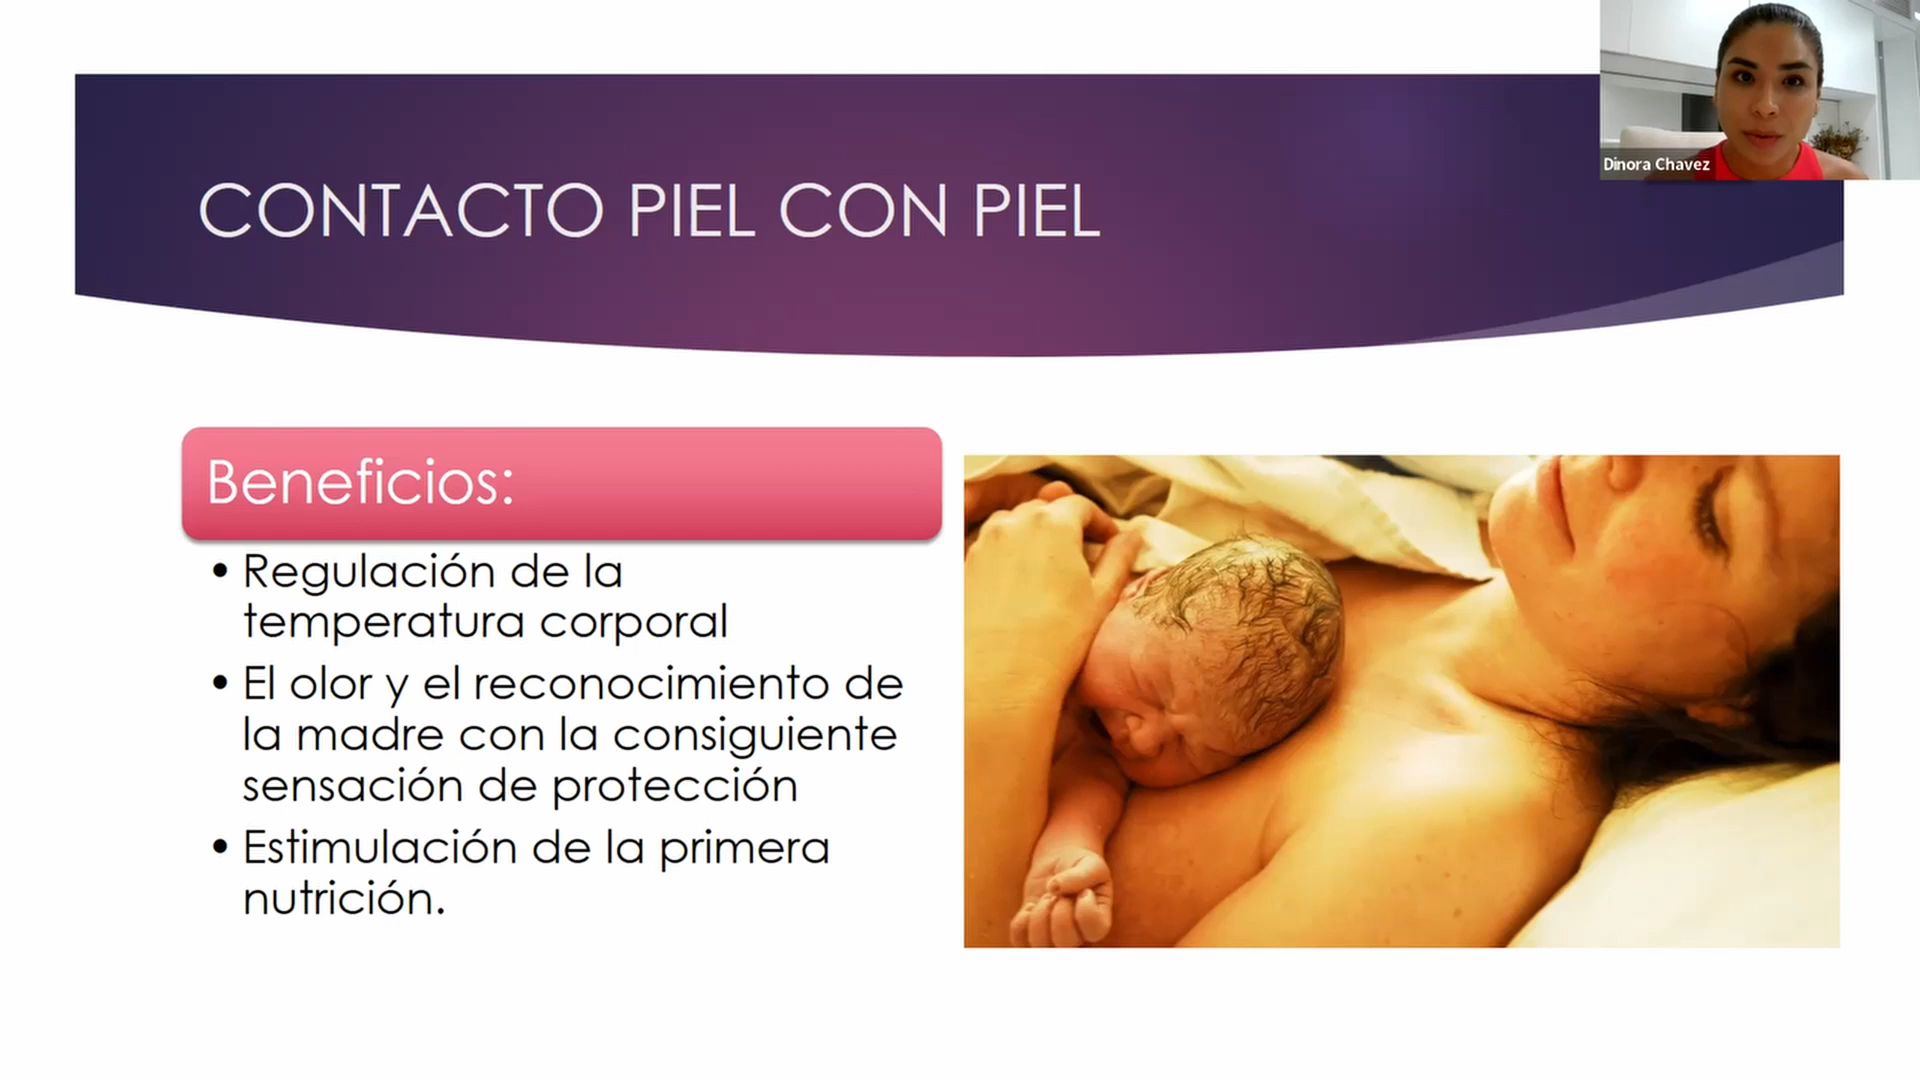 Dinora Chavez
CONTACTO PIEL CON PIEL
Beneficios:
• Regulación de la
temperatura corporal
• El olor y el reconocimiento de
la madre con la consiguiente
sensación de protección
• Estimulación de la primera
nutrición.